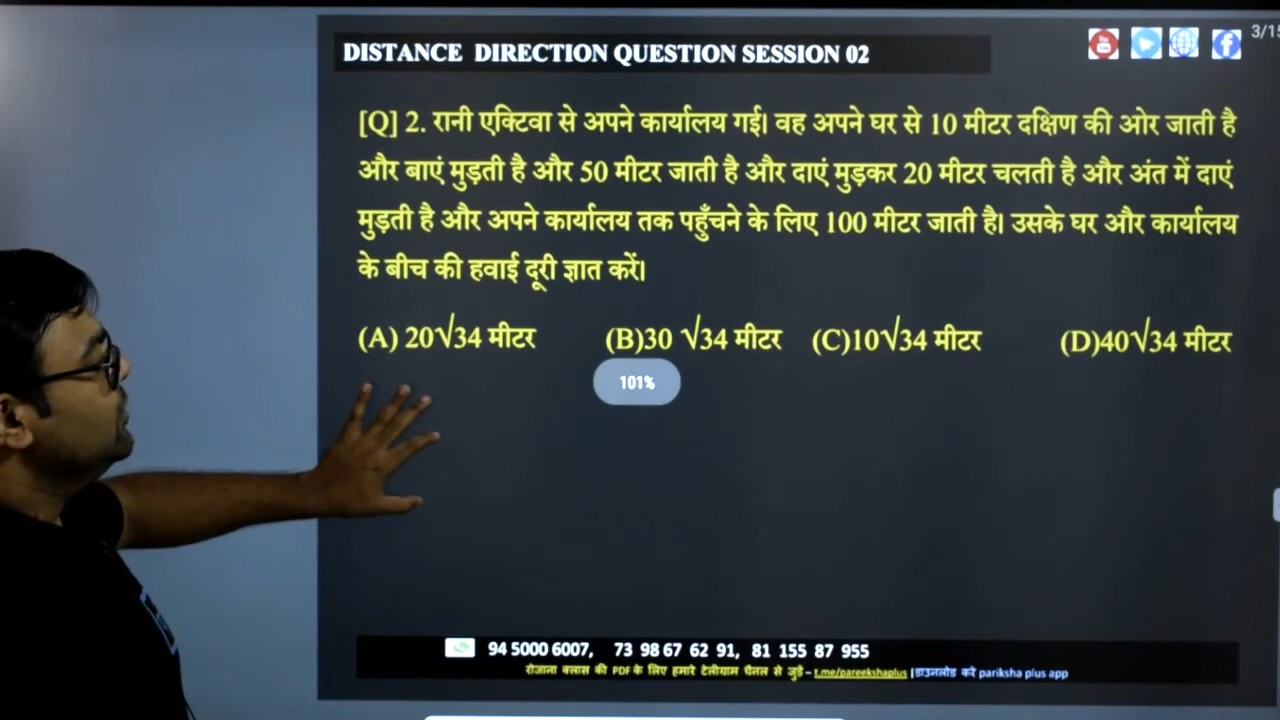 DISTANCE DIRECTION QUESTION SESSION 02
3/15
[Q] 2. रानी एक्टिवा से अपने कार्यालय गई। वह अपने घर से 10 मीटर दक्षिण की ओर जाती है
और बाएं मुड़ती है और 50 मीटर जाती है और दाएं मुड़कर 20 मीटर चलती है और अंत में दाएं
मुड़ती है और अपने कार्यालय तक पहुँचने के लिए 100 मीटर जाती है। उसके घर और कार्यालय
के बीच की हवाई दूरी ज्ञात करें।
(A) 20√34 मीटर (B)30 √34 मीटर (C)10√34 मीटर (D)40√34 मीटर
101%
94 5000 6007, 73 98 67 62 91, 81 155 87 955
रोजाना क्लास की PDF के लिए हमारे टेलीग्राम चैनल से जुड़ें – t.me/pareekshaplus |डाउनलोड करे pariksha plus app